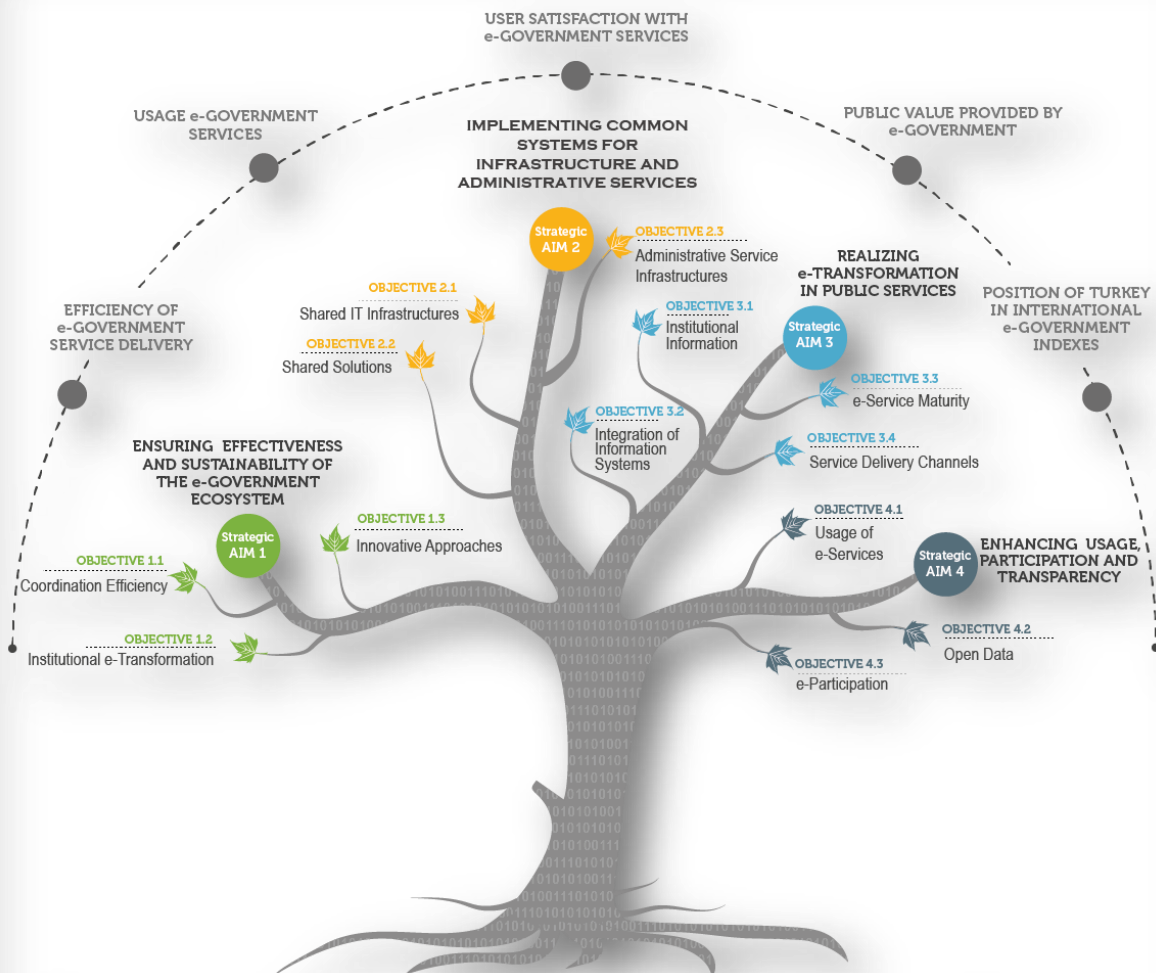 USER SATISFACTION WITH
e-GOVERNMENT SERVICES
USAGE e-GOVERNMENT
SERVICES
PUBLIC VALUE PROVIDED BY
e-GOVERNMENT
EFFICIENCY OF
e-GOVERNMENT
SERVICE DELIVERY
POSITION OF TURKEY
IN INTERNATIONAL
e-GOVERNMENT
INDEXES
IMPLEMENTING COMMON
SYSTEMS FOR
INFRASTRUCTURE AND
ADMINISTRATIVE SERVICES
Strategic
AIM 2
OBJECTIVE 2.3
Administrative Service
Infrastructures
OBJECTIVE 2.1
Shared IT Infrastructures
OBJECTIVE 2.2
Shared Solutions
REALIZING
e-TRANSFORMATION
IN PUBLIC SERVICES
Strategic
AIM 3
OBJECTIVE 3.1
Institutional
Information
OBJECTIVE 3.2
Integration of
Information
Systems
OBJECTIVE 3.3
e-Service Maturity
OBJECTIVE 3.4
Service Delivery Channels
ENSURING EFFECTIVENESS
AND SUSTAINABILITY OF
THE e-GOVERNMENT
ECOSYSTEM
Strategic
AIM 1
OBJECTIVE 1.3
Innovative Approaches
OBJECTIVE 1.1
Coordination Efficiency
OBJECTIVE 1.2
Institutional e-Transformation
OBJECTIVE 4.1
Usage of
e-Services
Strategic
AIM 4
ENHANCING USAGE,
PARTICIPATION AND
TRANSPARENCY
OBJECTIVE 4.2
Open Data
OBJECTIVE 4.3
e-Participation